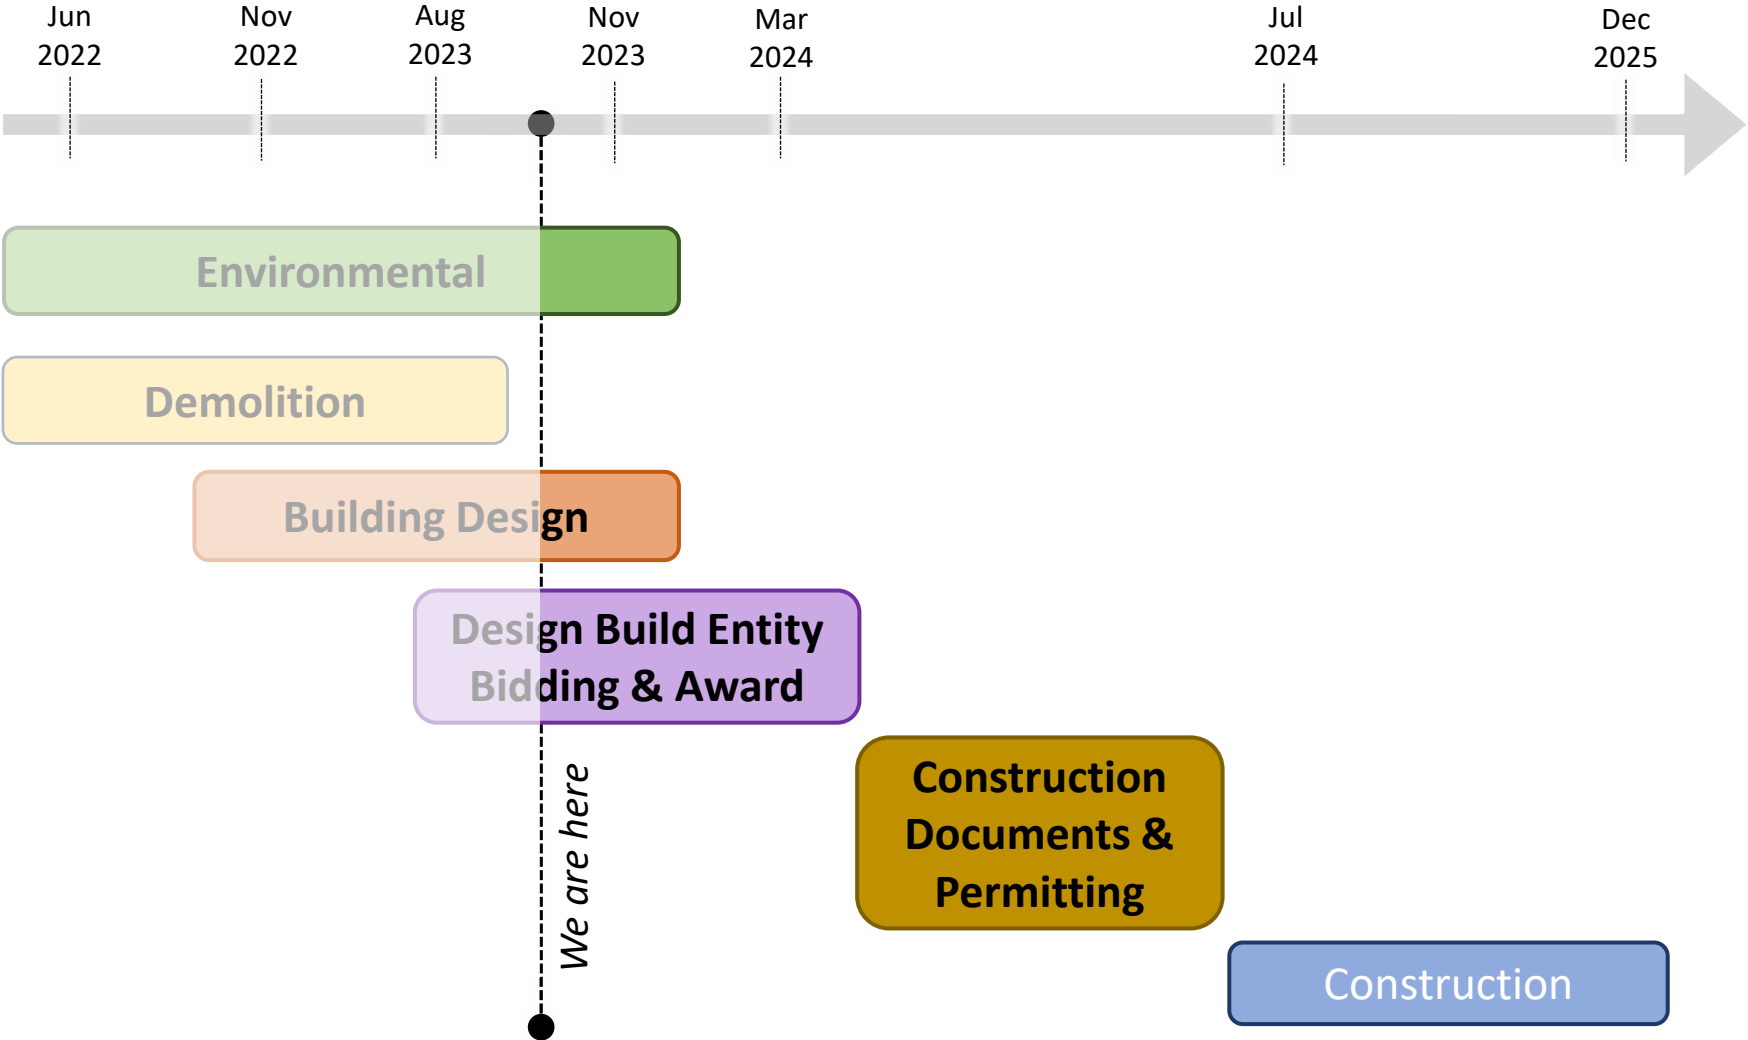 Jun
2022
Nov
2022
Aug
2023
Nov
2023
Mar
2024
Jul
2024
Dec
2025
Environmental
Demolition
Building Design
Design Build Entity
Bidding & Award
We are here
Construction
Documents &
Permitting
Construction